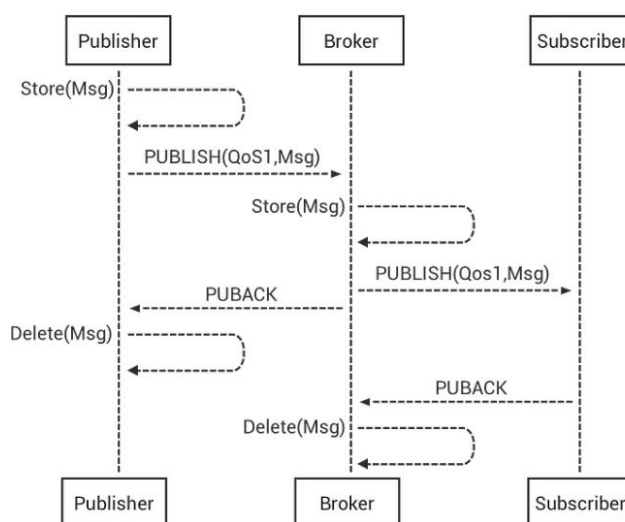 Publisher
Broker
Subscriber
Store(Msg)
PUBLISH(QoS1,Msg)
Store(Msg)
PUBLISH(Qos1,Msg)
PUBACK
Delete(Msg)
PUBACK
Delete(Msg)
Publisher
Broker
Subscriber